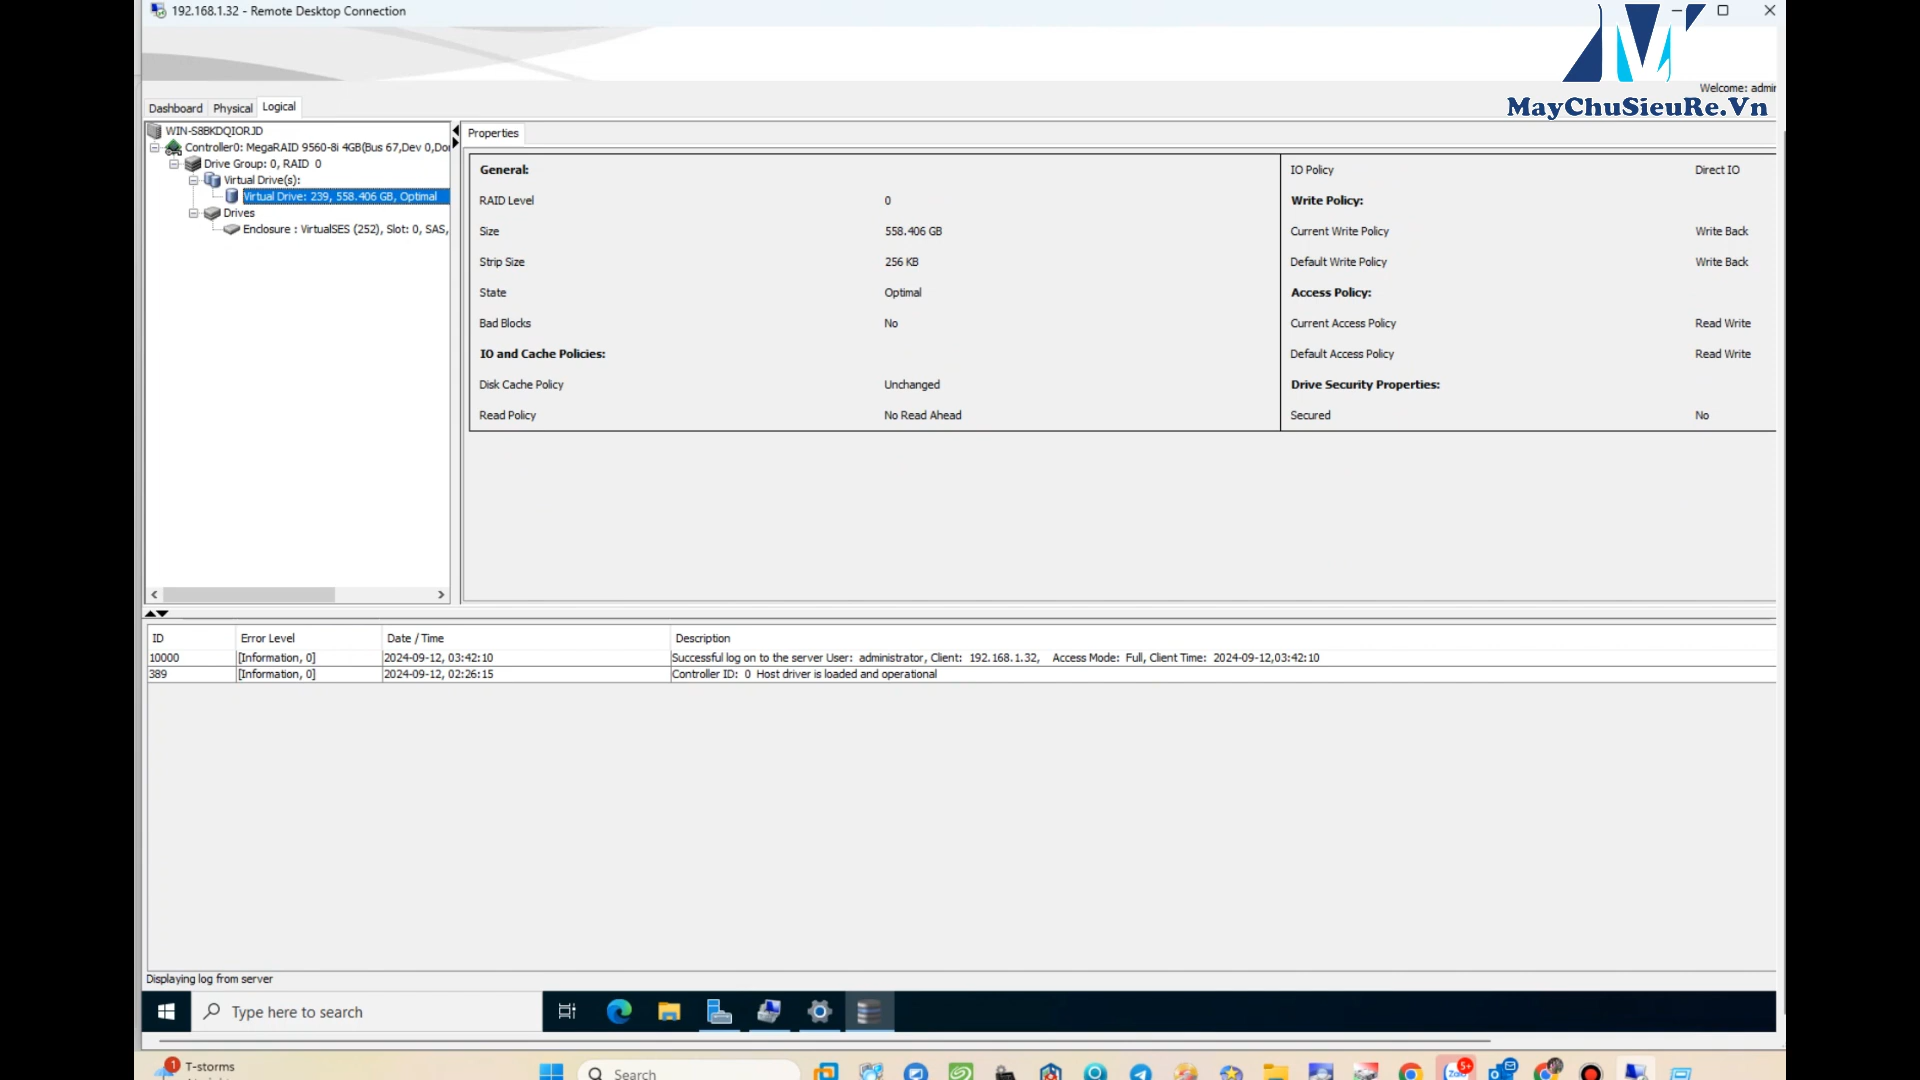 192.168.1.32 - Remote Desktop Connection
MayChuSieuRe.Vn
Welcome: admin
Dashboard Physical Logical
WIN-S8BKDQIORJD
Controller0: MegaRAID 9560-8i 4GB(Bus 67,Dev 0,Do
Drive Group: 0, RAID 0
Virtual Drive(s):
Virtual Drive: 239, 558.406 GB, Optimal
Drives
Enclosure : VirtualSES (252), Slot: 0, SAS,
Properties
General:
RAID Level 0
Size 558.406 GB
Strip Size 256 KB
State Optimal
Bad Blocks No
IO and Cache Policies:
Disk Cache Policy Unchanged
Read Policy No Read Ahead
IO Policy Direct IO
Write Policy:
Current Write Policy Write Back
Default Write Policy Write Back
Access Policy:
Current Access Policy Read Write
Default Access Policy Read Write
Drive Security Properties:
Secured No
ID Error Level Date / Time Description
10000 [Information, 0] 2024-09-12, 03:42:10 Successful log on to the server User: administrator, Client: 192.168.1.32, Access Mode: Full, Client Time: 2024-09-12,03:42:10
389 [Information, 0] 2024-09-12, 02:26:15 Controller ID: 0 Host driver is loaded and operational
Displaying log from server
Type here to search
1
T-storms
Search
Zalo
5+